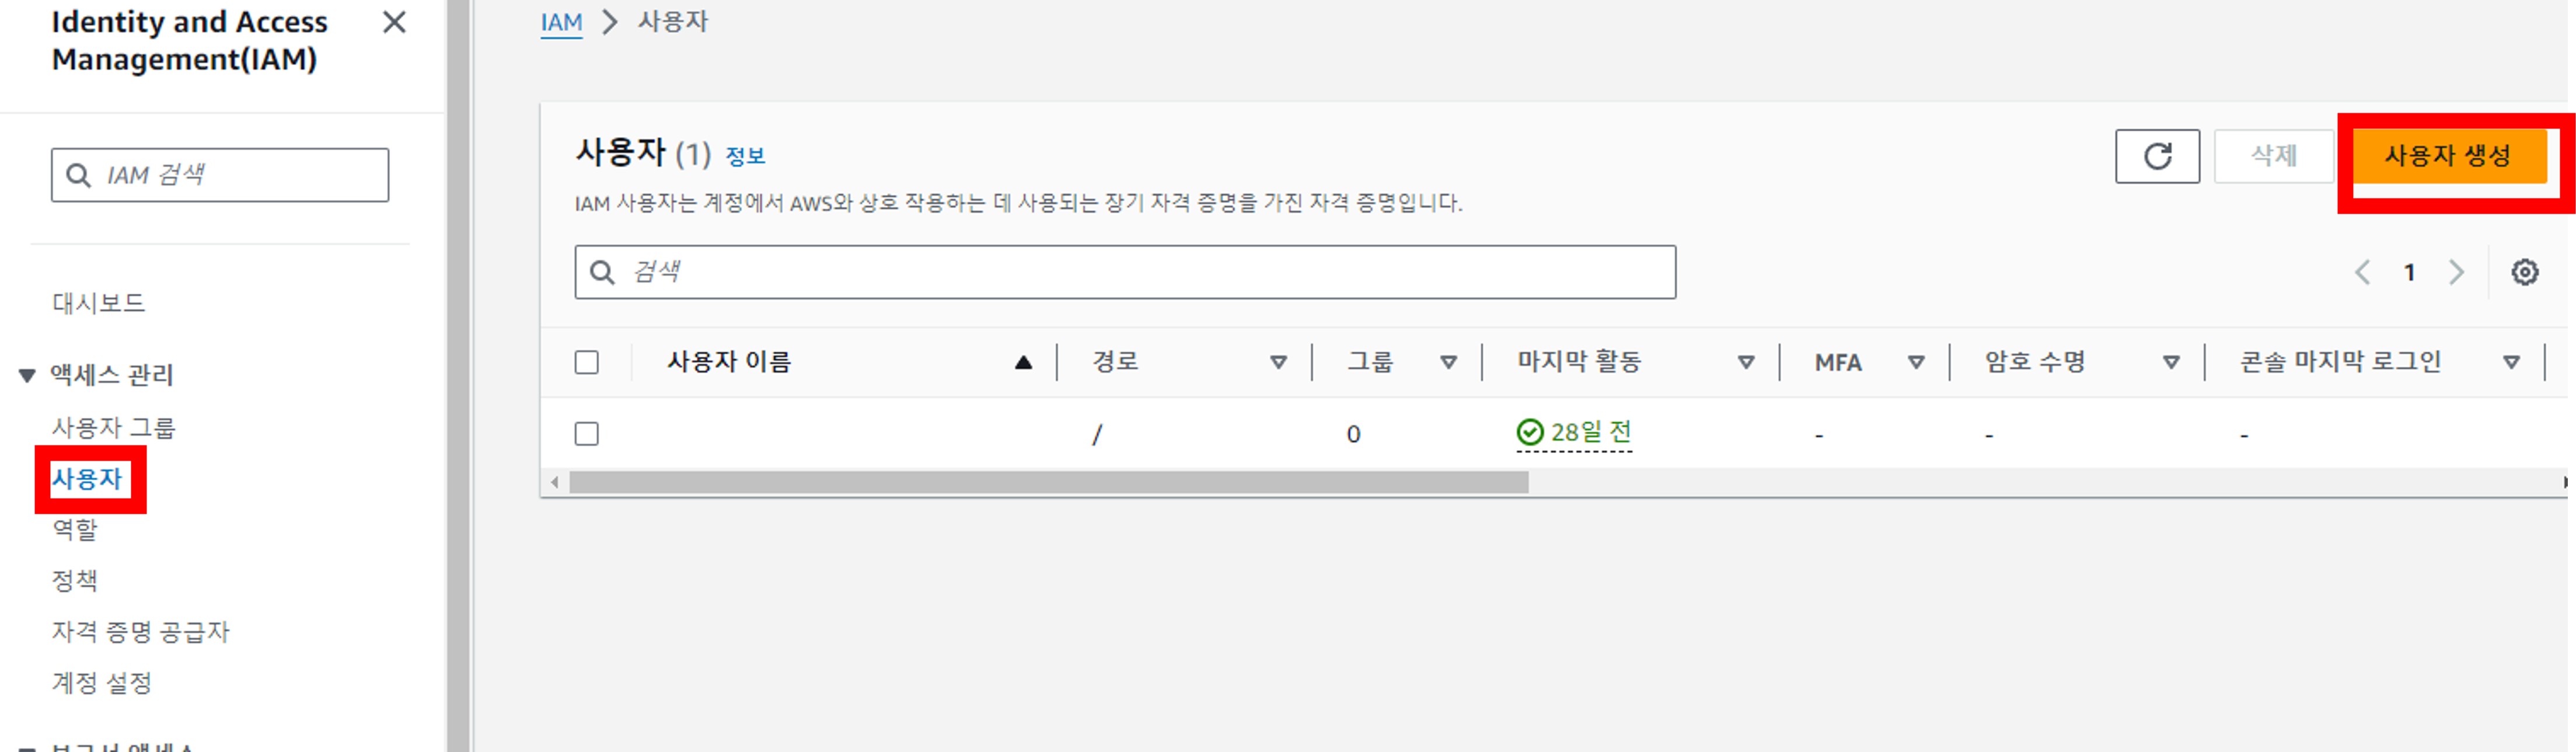 Identity and Access
Management(IAM)
IAM 검색
대시보드
액세스 관리
사용자 그룹
사용자
역할
정책
자격 증명 공급자
계정 설정
IAM > 사용자
사용자 (1) 정보
삭제
사용자 생성
IAM 사용자는 계정에서 AWS와 상호 작용하는 데 사용되는 장기 자격 증명을 가진 자격 증명입니다.
검색
1
사용자 이름 경로 그룹 마지막 활동 MFA 암호 수명 콘솔 마지막 로그인
/ 0 28일 전 - - -